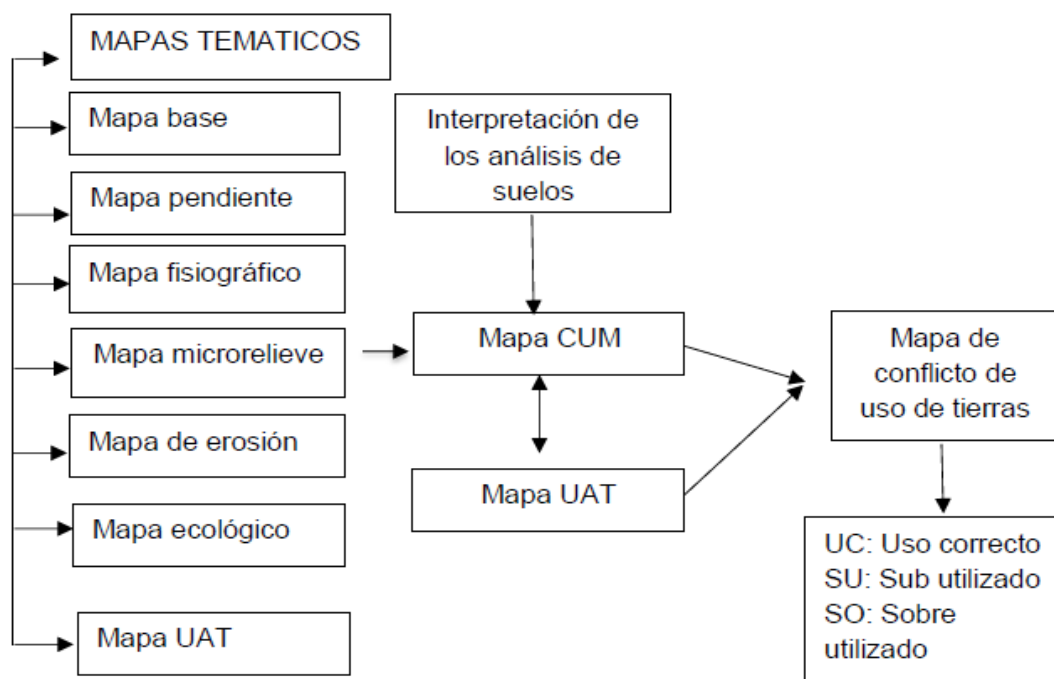 MAPAS TEMATICOS
Mapa base
Mapa pendiente
Mapa fisiográfico
Mapa microrelieve
Mapa de erosión
Mapa ecológico
Mapa UAT
Interpretación de
los análisis de
suelos
Mapa CUM
Mapa UAT
Mapa de
conflicto de
uso de tierras
UC: Uso correcto
SU: Sub utilizado
SO: Sobre
utilizado